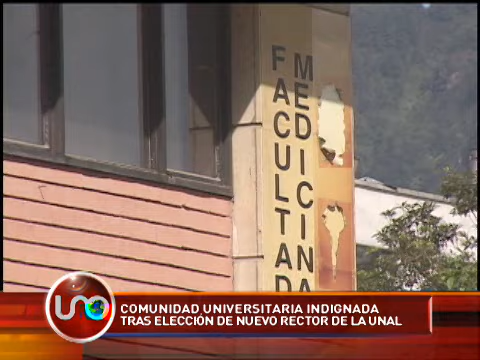 FACULTAD
MEDICINA
UNO
COMUNIDAD UNIVERSITARIA INDIGNADA
TRAS ELECCIÓN DE NUEVO RECTOR DE LA UNAL